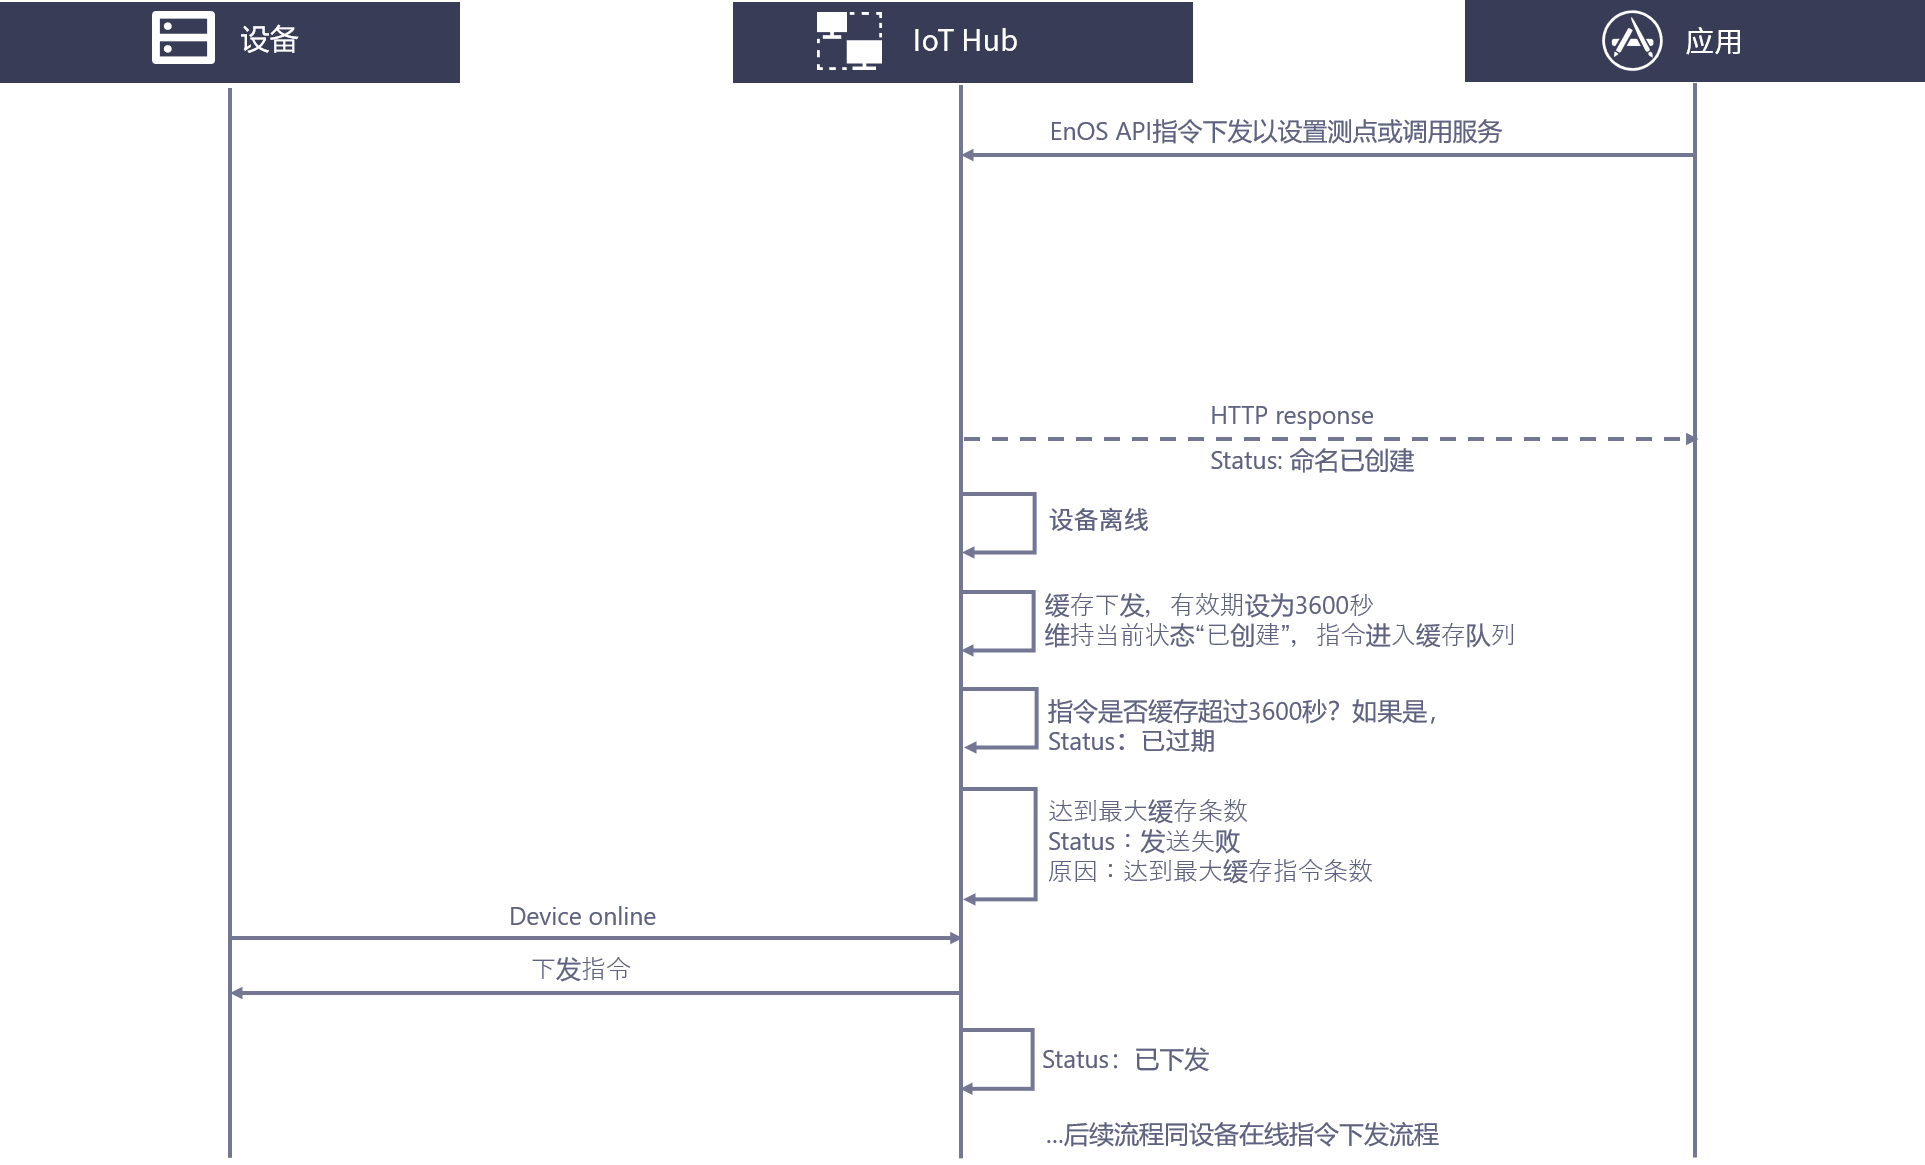 设备
IoT Hub
应用
EnOS API指令下发以设置测点或调用服务
HTTP response
Status: 命名已创建
设备离线
缓存下发，有效期设为3600秒
维持当前状态“已创建”，指令进入缓存队列
指令是否缓存超过3600秒？如果是，
Status：已过期
达到最大缓存条数
Status：发送失败
原因：达到最大缓存指令条数
Device online
下发指令
Status：已下发
...后续流程同设备在线指令下发流程